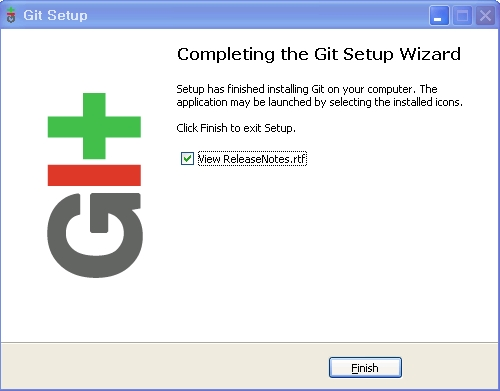 Git Setup
Completing the Git Setup Wizard
Setup has finished installing Git on your computer. The
application may be launched by selecting the installed icons.
Click Finish to exit Setup.
View ReleaseNotes.rtf
GIt
Finish